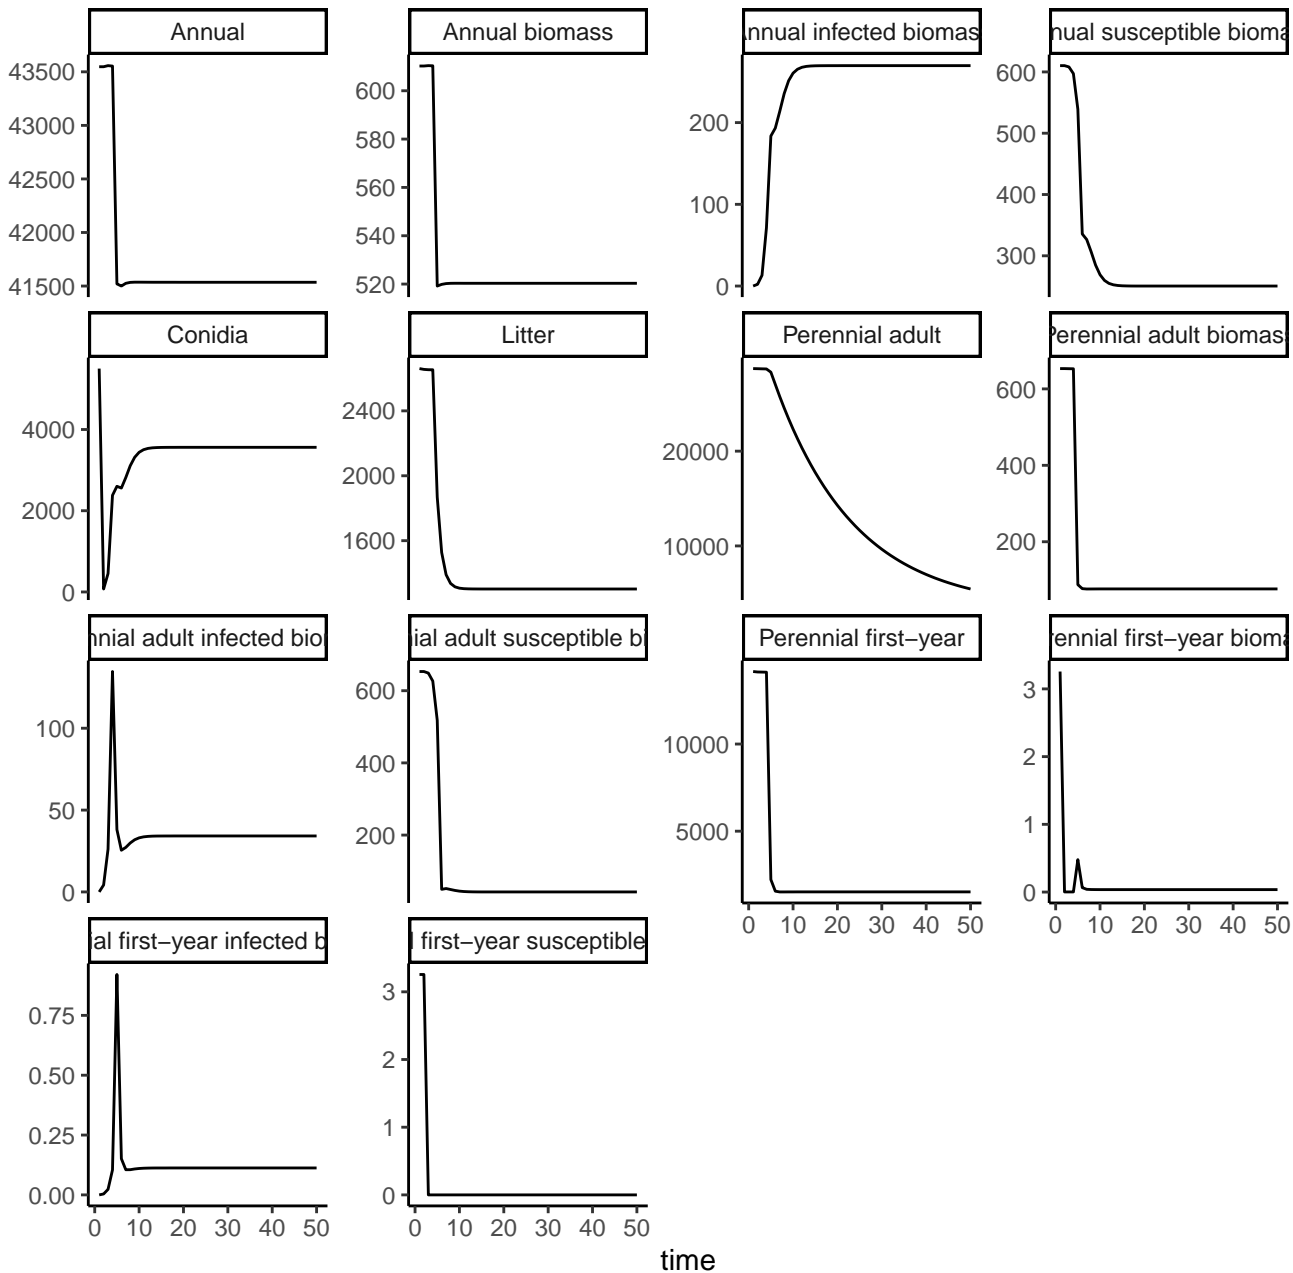 Annual
Annual biomass
Annual infected biomas
nual susceptible bioma
43500
43000
42500
42000
41500
600
580
560
540
520
200
100
0
600
500
400
300
Conidia
Litter
Perennial adult
Perennial adult biomass
4000
2000
0
2400
2000
1600
20000
10000
600
400
200
nnial adult infected bion
ial adult susceptible bi
Perennial first−year
rennial first−year bioma
100
50
0
600
400
200
10000
5000
3
2
1
0
0 10 20 30 40 50
0 10 20 30 40 50
ial first−year infected b
l first−year susceptible
0.75
0.50
0.25
0.00
3
2
1
0
0 10 20 30 40 50
0 10 20 30 40 50
time